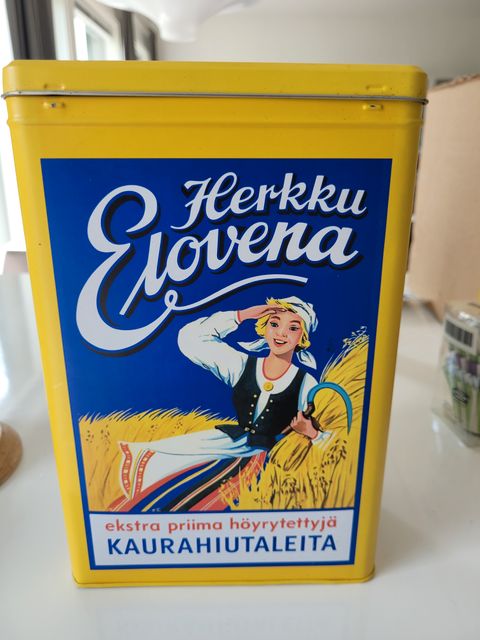 Herkku
Elovena
ekstra priima höyrytettyjä
KAURAHIUTALEITA